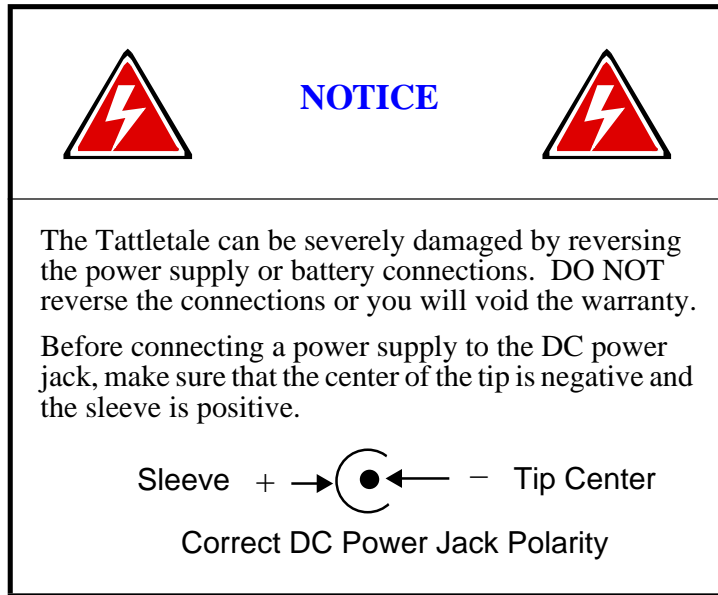 NOTICE
The Tattletale can be severely damaged by reversing
the power supply or battery connections.  DO NOT
reverse the connections or you will void the warranty.
Before connecting a power supply to the DC power
jack, make sure that the center of the tip is negative and
the sleeve is positive.
Sleeve + − Tip Center
Correct DC Power Jack Polarity